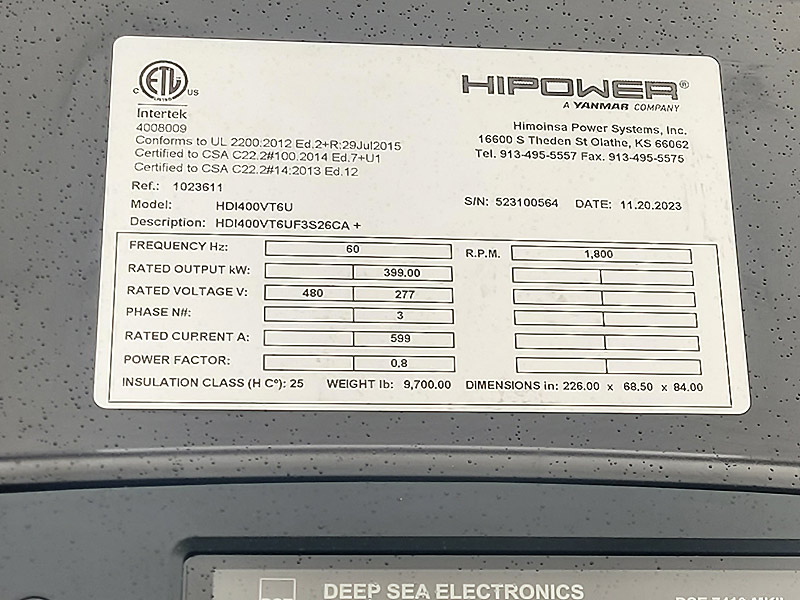 ETL
C US
LISTED
Intertek
4008009
Conforms to UL 2200:2012 Ed.2+R:29Jul2015
Certified to CSA C22.2#100:2014 Ed.7+U1
Certified to CSA C22.2#14:2013 Ed.12
HIPOWER®
A YANMAR COMPANY
Himoinsa Power Systems, Inc.
16600 S Theden St Olathe, KS 66062
Tel. 913-495-5557 Fax. 913-495-5575
Ref.: 1023611
Model: HDI400VT6U S/N: 523100564 DATE: 11.20.2023
Description: HDI400VT6UF3S26CA +
FREQUENCY Hz: 60 R.P.M. 1,800
RATED OUTPUT kW: 399.00
RATED VOLTAGE V: 480 277
PHASE N#: 3
RATED CURRENT A: 599
POWER FACTOR: 0,8
INSULATION CLASS (H Cº): 25 WEIGHT lb: 9,700.00 DIMENSIONS in: 226.00 x 68.50 x 84.00
DEEP SEA ELECTRONICS